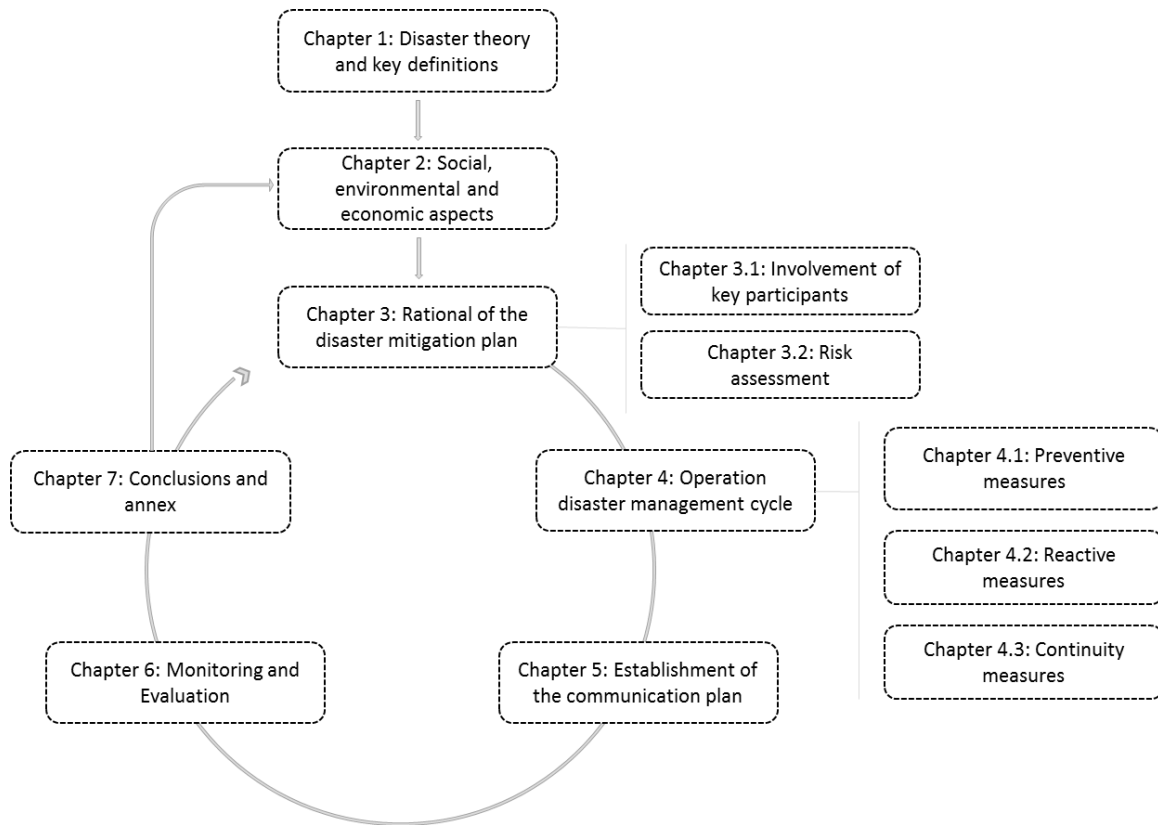 Chapter 1: Disaster theory
and key definitions
Chapter 2: Social,
environmental and
economic aspects
Chapter 3: Rational of the
disaster mitigation plan
Chapter 3.1: Involvement of
key participants
Chapter 3.2: Risk
assessment
Chapter 4: Operation
disaster management cycle
Chapter 4.1: Preventive
measures
Chapter 4.2: Reactive
measures
Chapter 4.3: Continuity
measures
Chapter 5: Establishment of
the communication plan
Chapter 6: Monitoring and
Evaluation
Chapter 7: Conclusions and
annex